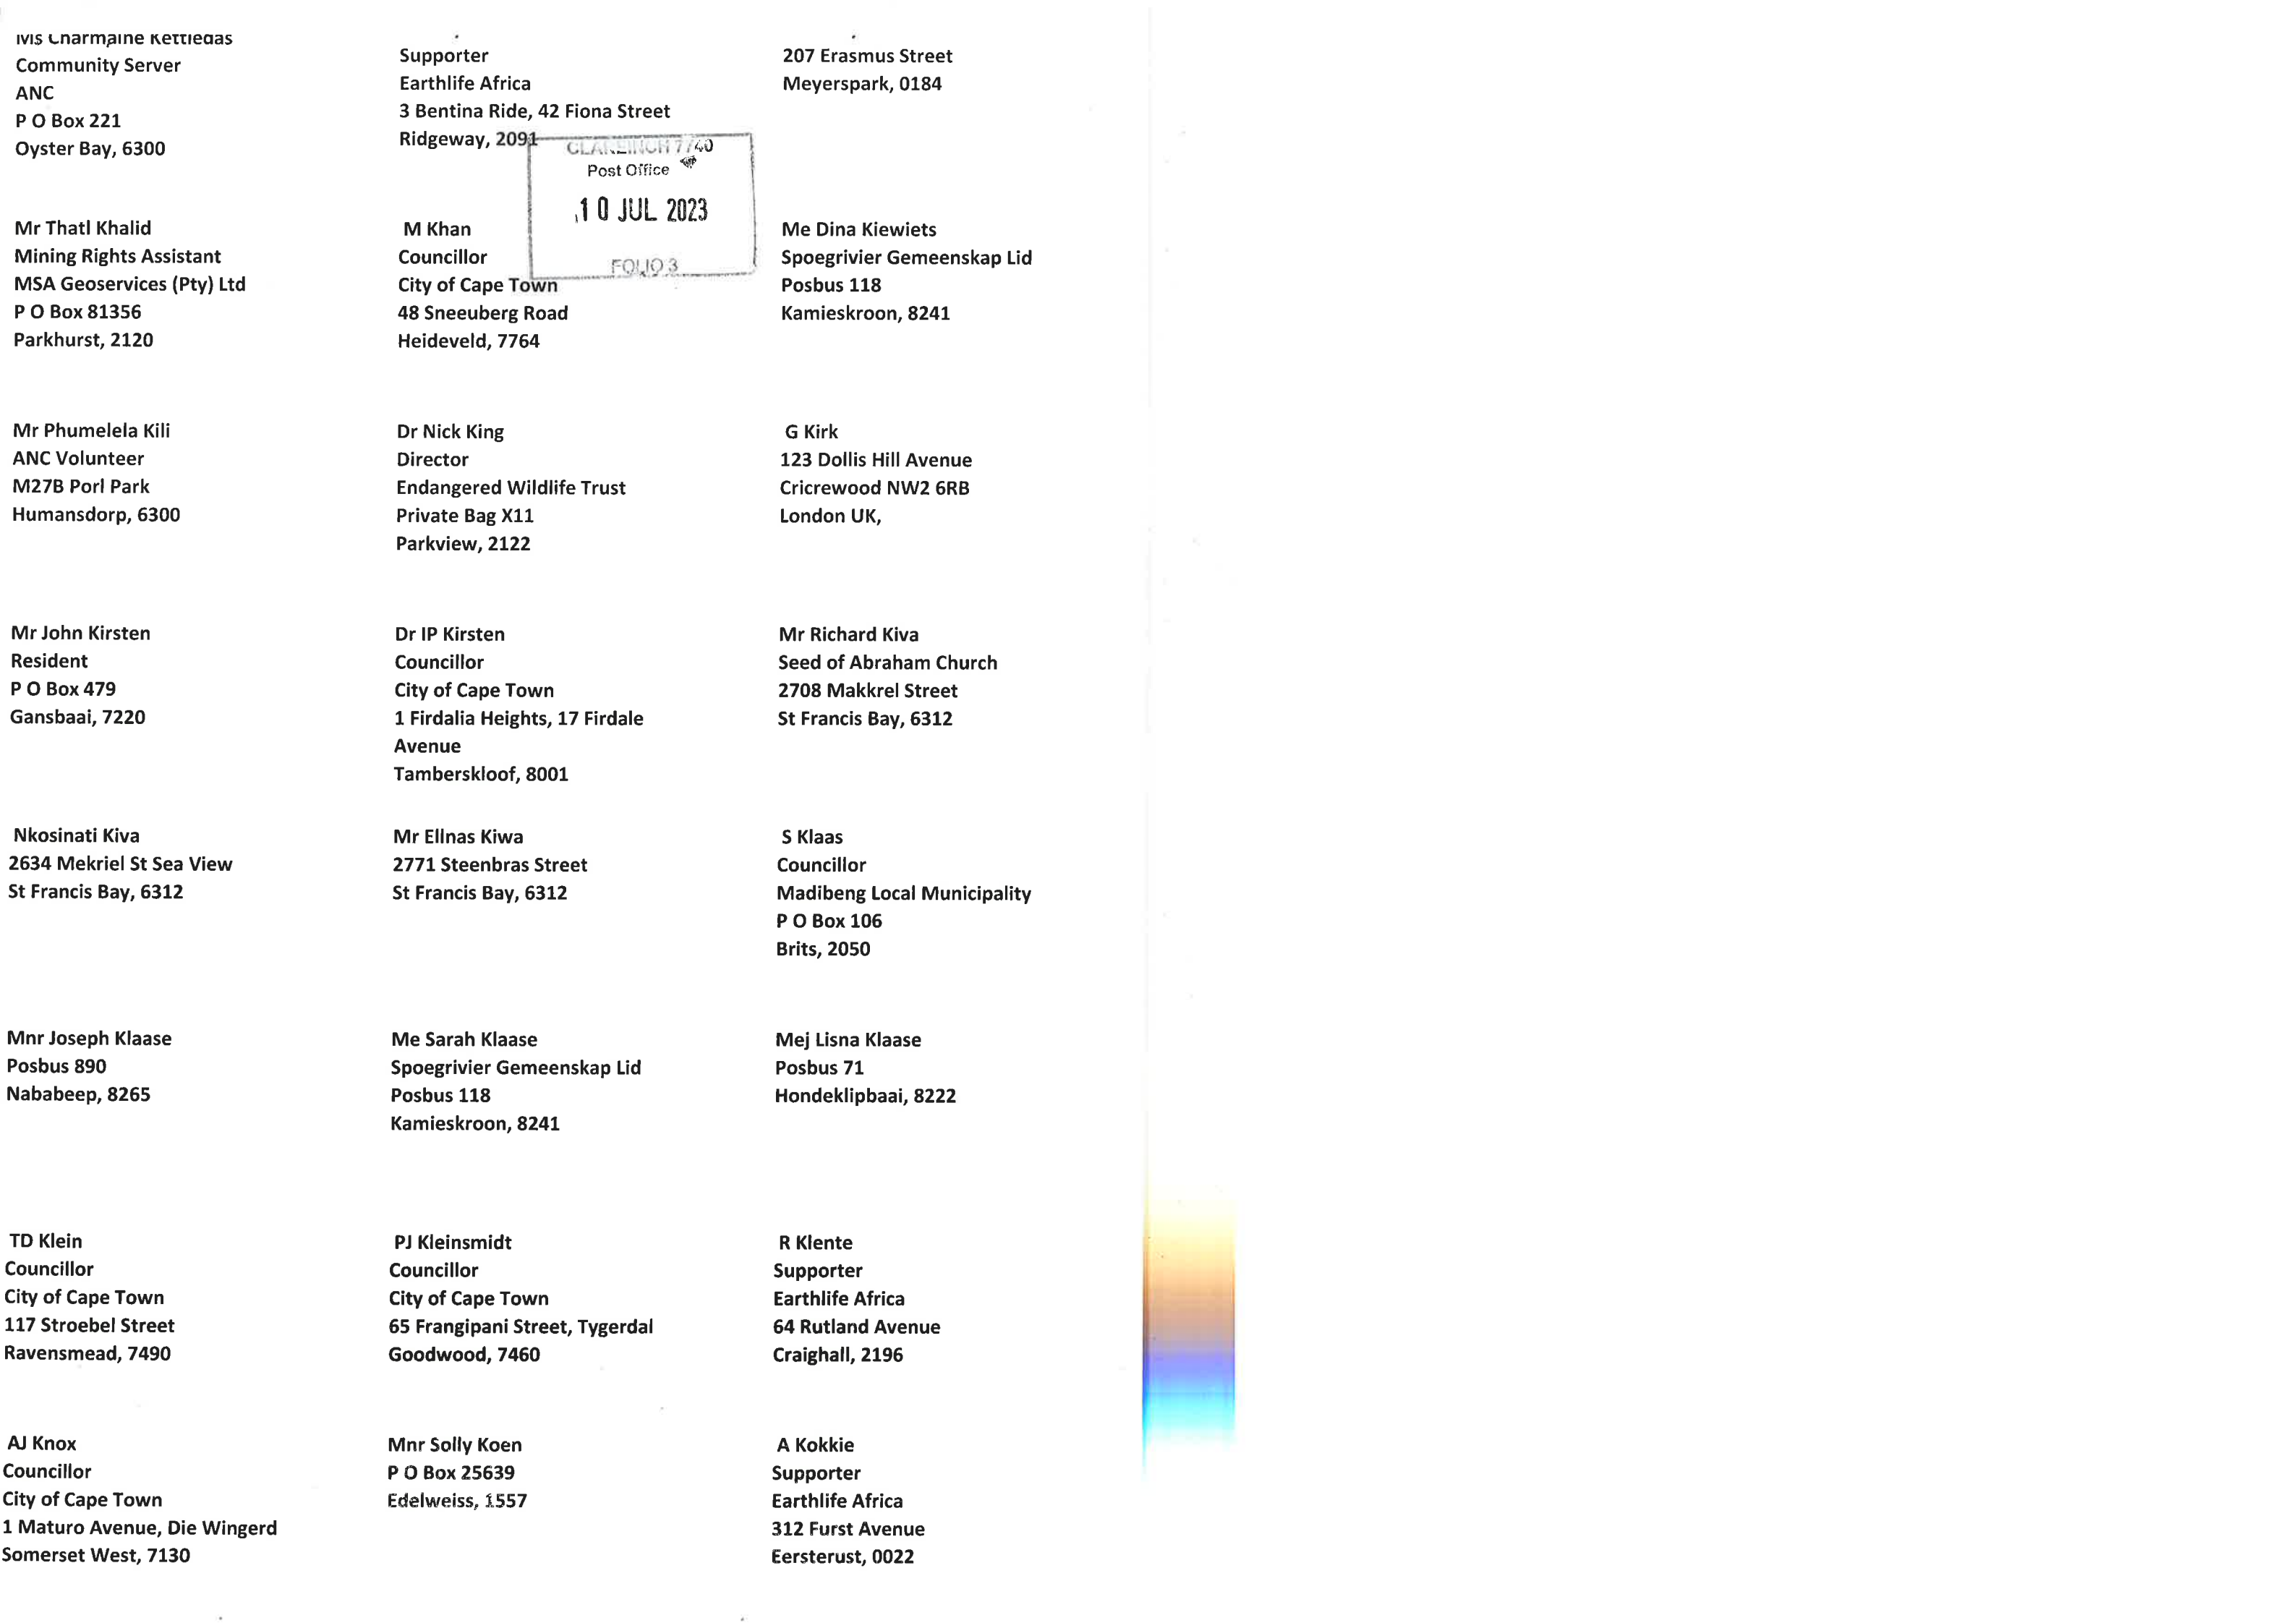 Ms Charmaine Kettledas
Community Server
ANC
P O Box 221
Oyster Bay, 6300
Supporter
Earthlife Africa
3 Bentina Ride, 42 Fiona Street
Ridgeway, 2091
207 Erasmus Street
Meyerspark, 0184
CLAREINCH 7740
Post Office
10 JUL 2023
FOLIO 3
Mr Thatl Khalid
Mining Rights Assistant
MSA Geoservices (Pty) Ltd
P O Box 81356
Parkhurst, 2120
M Khan
Councillor
City of Cape Town
48 Sneeuberg Road
Heideveld, 7764
Me Dina Kiewiets
Spoegrivier Gemeenskap Lid
Posbus 118
Kamieskroon, 8241
Mr Phumelela Kili
ANC Volunteer
M27B Porl Park
Humansdorp, 6300
Dr Nick King
Director
Endangered Wildlife Trust
Private Bag X11
Parkview, 2122
G Kirk
123 Dollis Hill Avenue
Cricrewood NW2 6RB
London UK,
Mr John Kirsten
Resident
P O Box 479
Gansbaai, 7220
Dr IP Kirsten
Councillor
City of Cape Town
1 Firdalia Heights, 17 Firdale
Avenue
Tamberskloof, 8001
Mr Richard Kiva
Seed of Abraham Church
2708 Makkrel Street
St Francis Bay, 6312
Nkosinati Kiva
2634 Mekriel St Sea View
St Francis Bay, 6312
Mr Ellnas Kiwa
2771 Steenbras Street
St Francis Bay, 6312
S Klaas
Councillor
Madibeng Local Municipality
P O Box 106
Brits, 2050
Mnr Joseph Klaase
Posbus 890
Nababeep, 8265
Me Sarah Klaase
Spoegrivier Gemeenskap Lid
Posbus 118
Kamieskroon, 8241
Mej Lisna Klaase
Posbus 71
Hondeklipbaai, 8222
TD Klein
Councillor
City of Cape Town
117 Stroebel Street
Ravensmead, 7490
PJ Kleinsmidt
Councillor
City of Cape Town
65 Frangipani Street, Tygerdal
Goodwood, 7460
R Klente
Supporter
Earthlife Africa
64 Rutland Avenue
Craighall, 2196
AJ Knox
Councillor
City of Cape Town
1 Maturo Avenue, Die Wingerd
Somerset West, 7130
Mnr Solly Koen
P O Box 25639
Edelweiss, 1557
A Kokkie
Supporter
Earthlife Africa
312 Furst Avenue
Eersterust, 0022